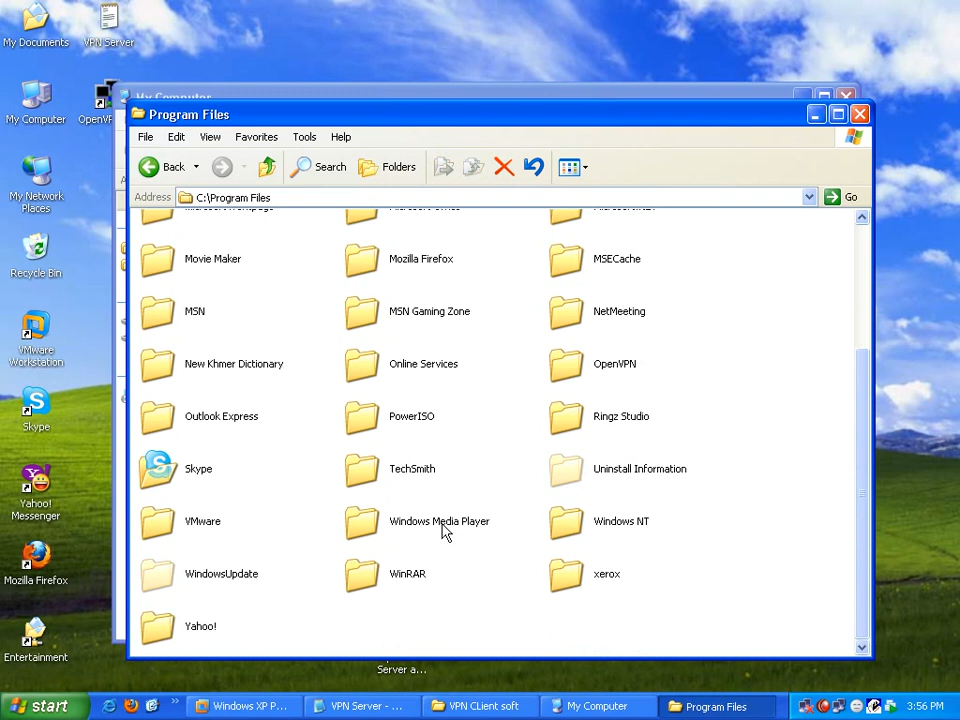 My Documents
VPN Server
My Computer
My Computer
Program Files
File Edit View Favorites Tools Help
Back Search Folders
Address C:\Program Files Go
Movie Maker
Mozilla Firefox
MSECache
MSN
MSN Gaming Zone
NetMeeting
New Khmer Dictionary
Online Services
OpenVPN
Outlook Express
PowerISO
Ringz Studio
Skype
TechSmith
Uninstall Information
VMware
Windows Media Player
Windows NT
WindowsUpdate
WinRAR
xerox
Yahoo!
My Network
Places
Recycle Bin
VMware
Workstation
Skype
Yahoo!
Messenger
Mozilla Firefox
Entertainment
Server a...
start
Windows XP P...
VPN Server - ...
VPN CLient soft
My Computer
Program Files
3:56 PM